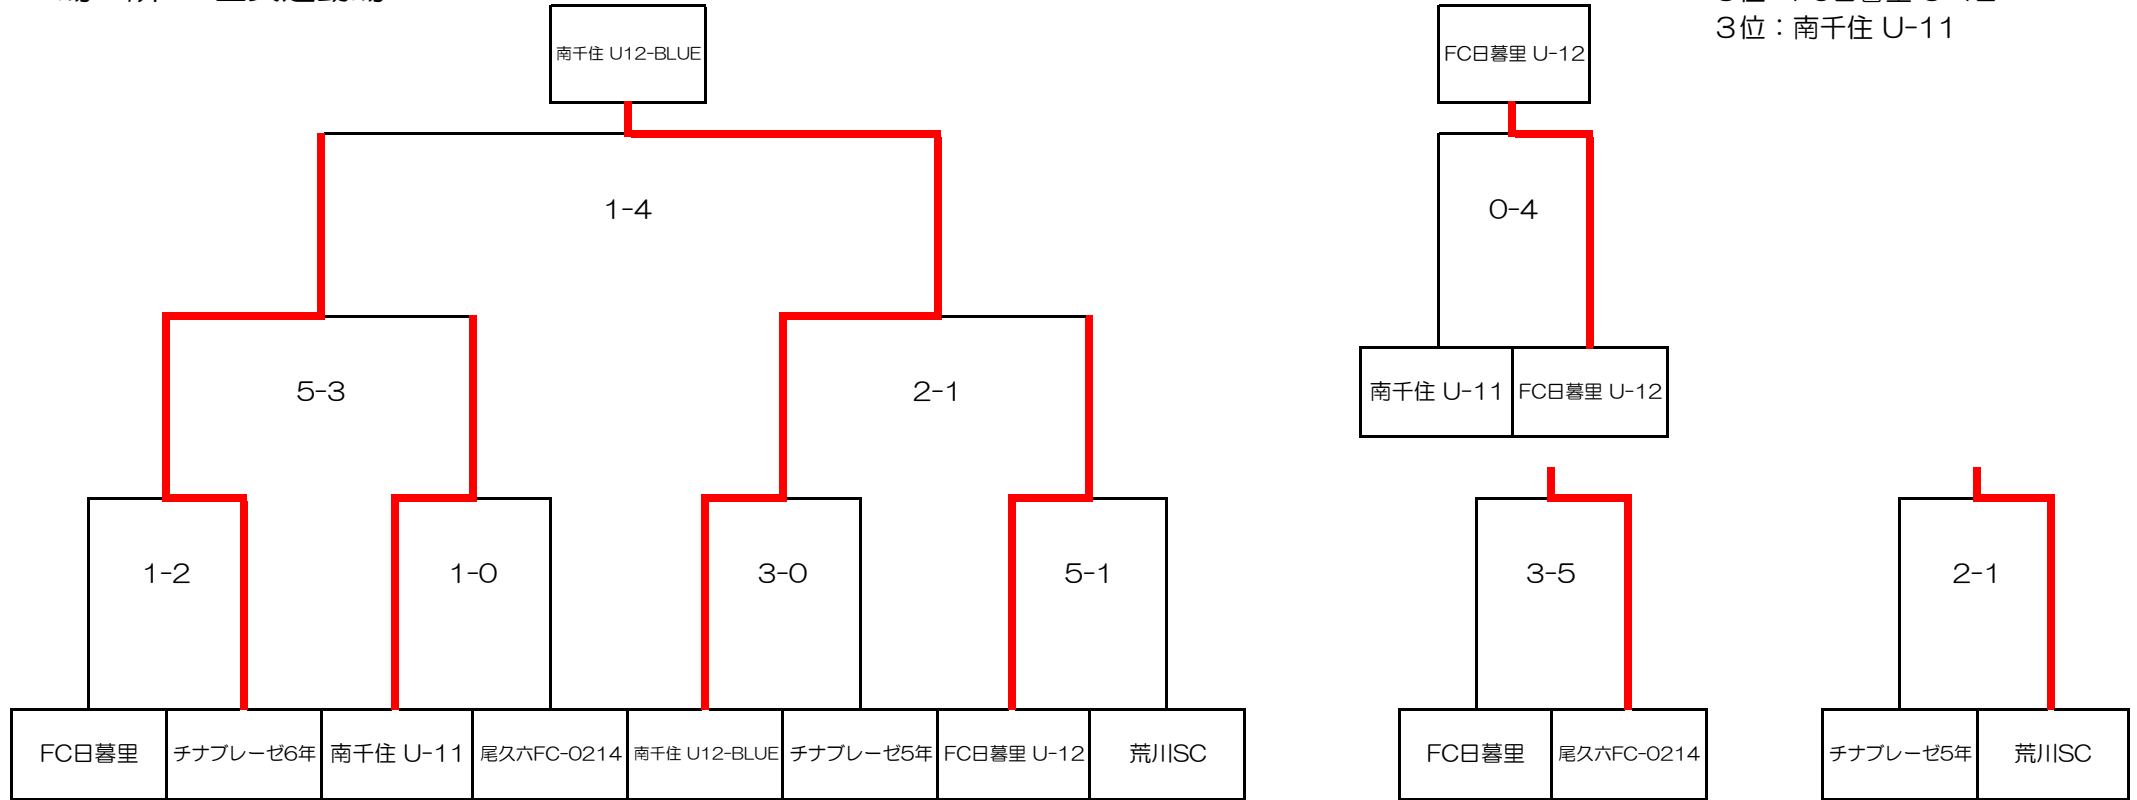 3位：南千住 U-11
南千住 U12-BLUE
FC日暮里 U-12
1-4
0-4
5-3
2-1
南千住 U-11
FC日暮里 U-12
1-2
1-0
3-0
5-1
3-5
2-1
FC日暮里
チナブレーゼ6年
南千住 U-11
尾久六FC-0214
南千住 U12-BLUE
チナブレーゼ5年
FC日暮里 U-12
荒川SC
FC日暮里
尾久六FC-0214
チナブレーゼ5年
荒川SC